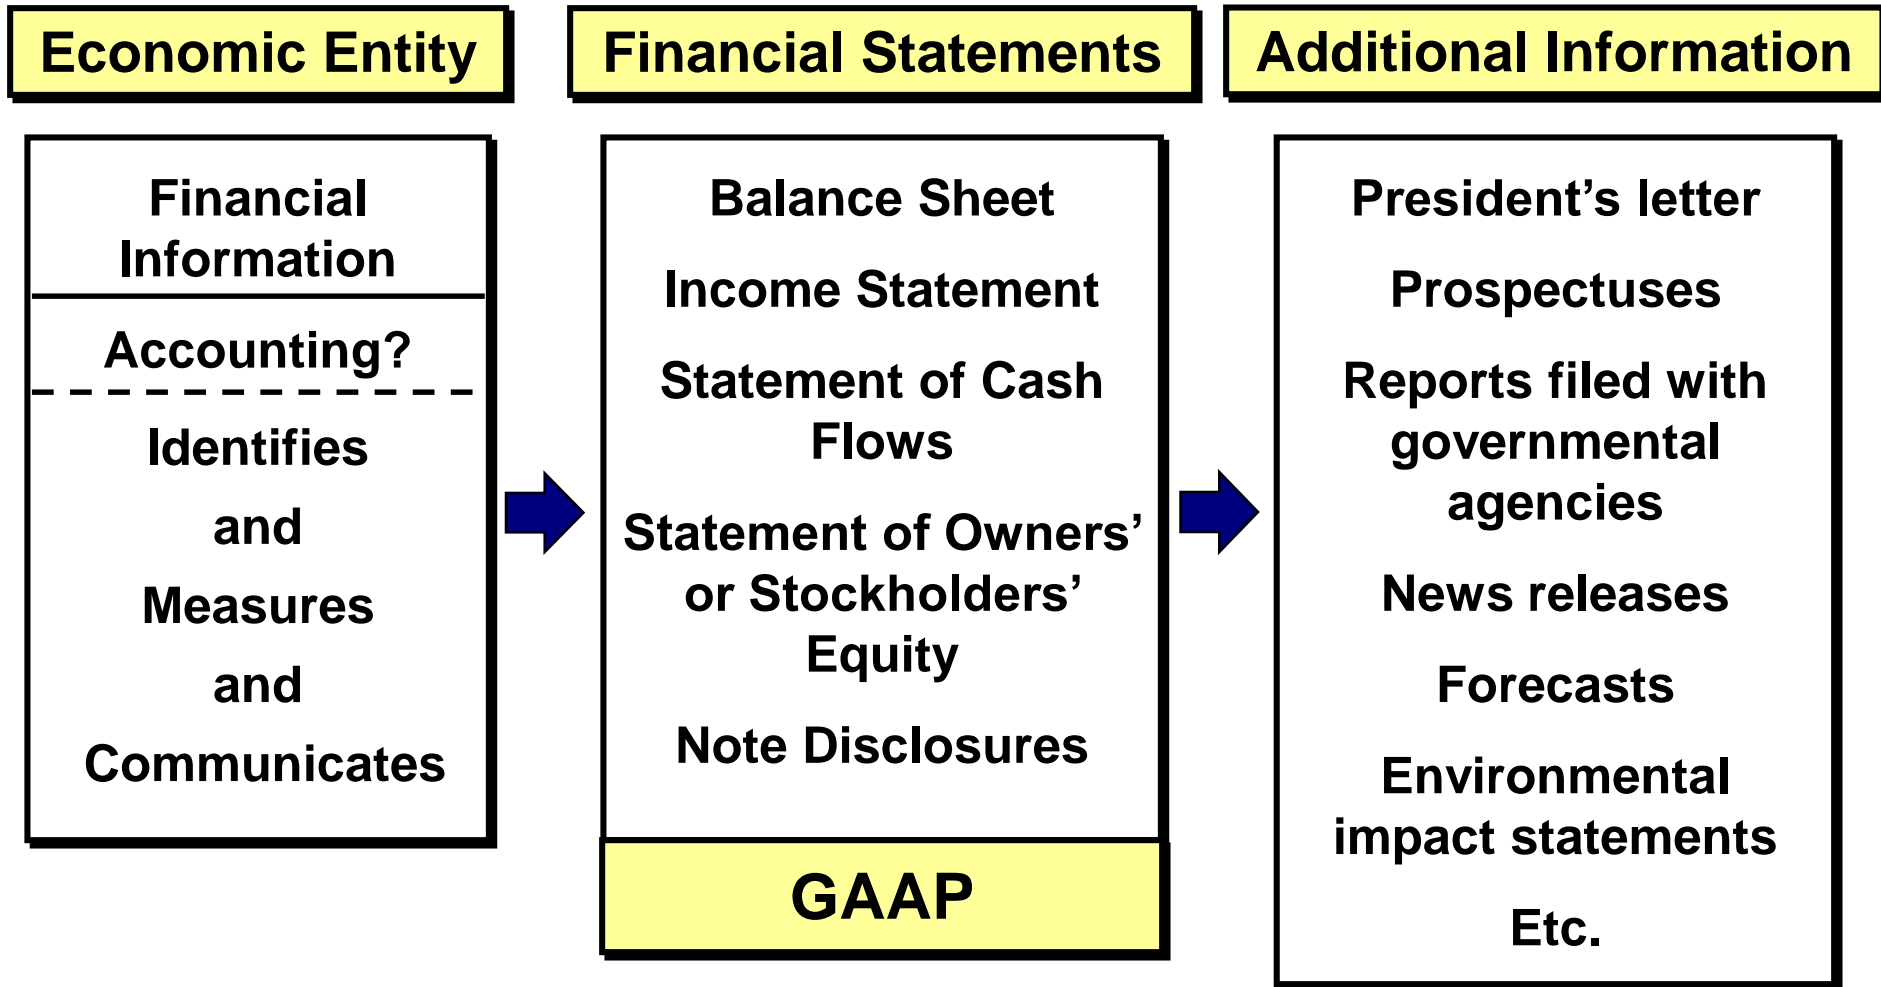 Economic Entity
Financial Statements
Additional Information
Financial
Information
Accounting?
Identifies
and
Measures
and
Communicates
Balance Sheet
Income Statement
Statement of Cash
Flows
Statement of Owners’
or Stockholders’
Equity
Note Disclosures
GAAP
President’s letter
Prospectuses
Reports filed with
governmental
agencies
News releases
Forecasts
Environmental
impact statements
Etc.